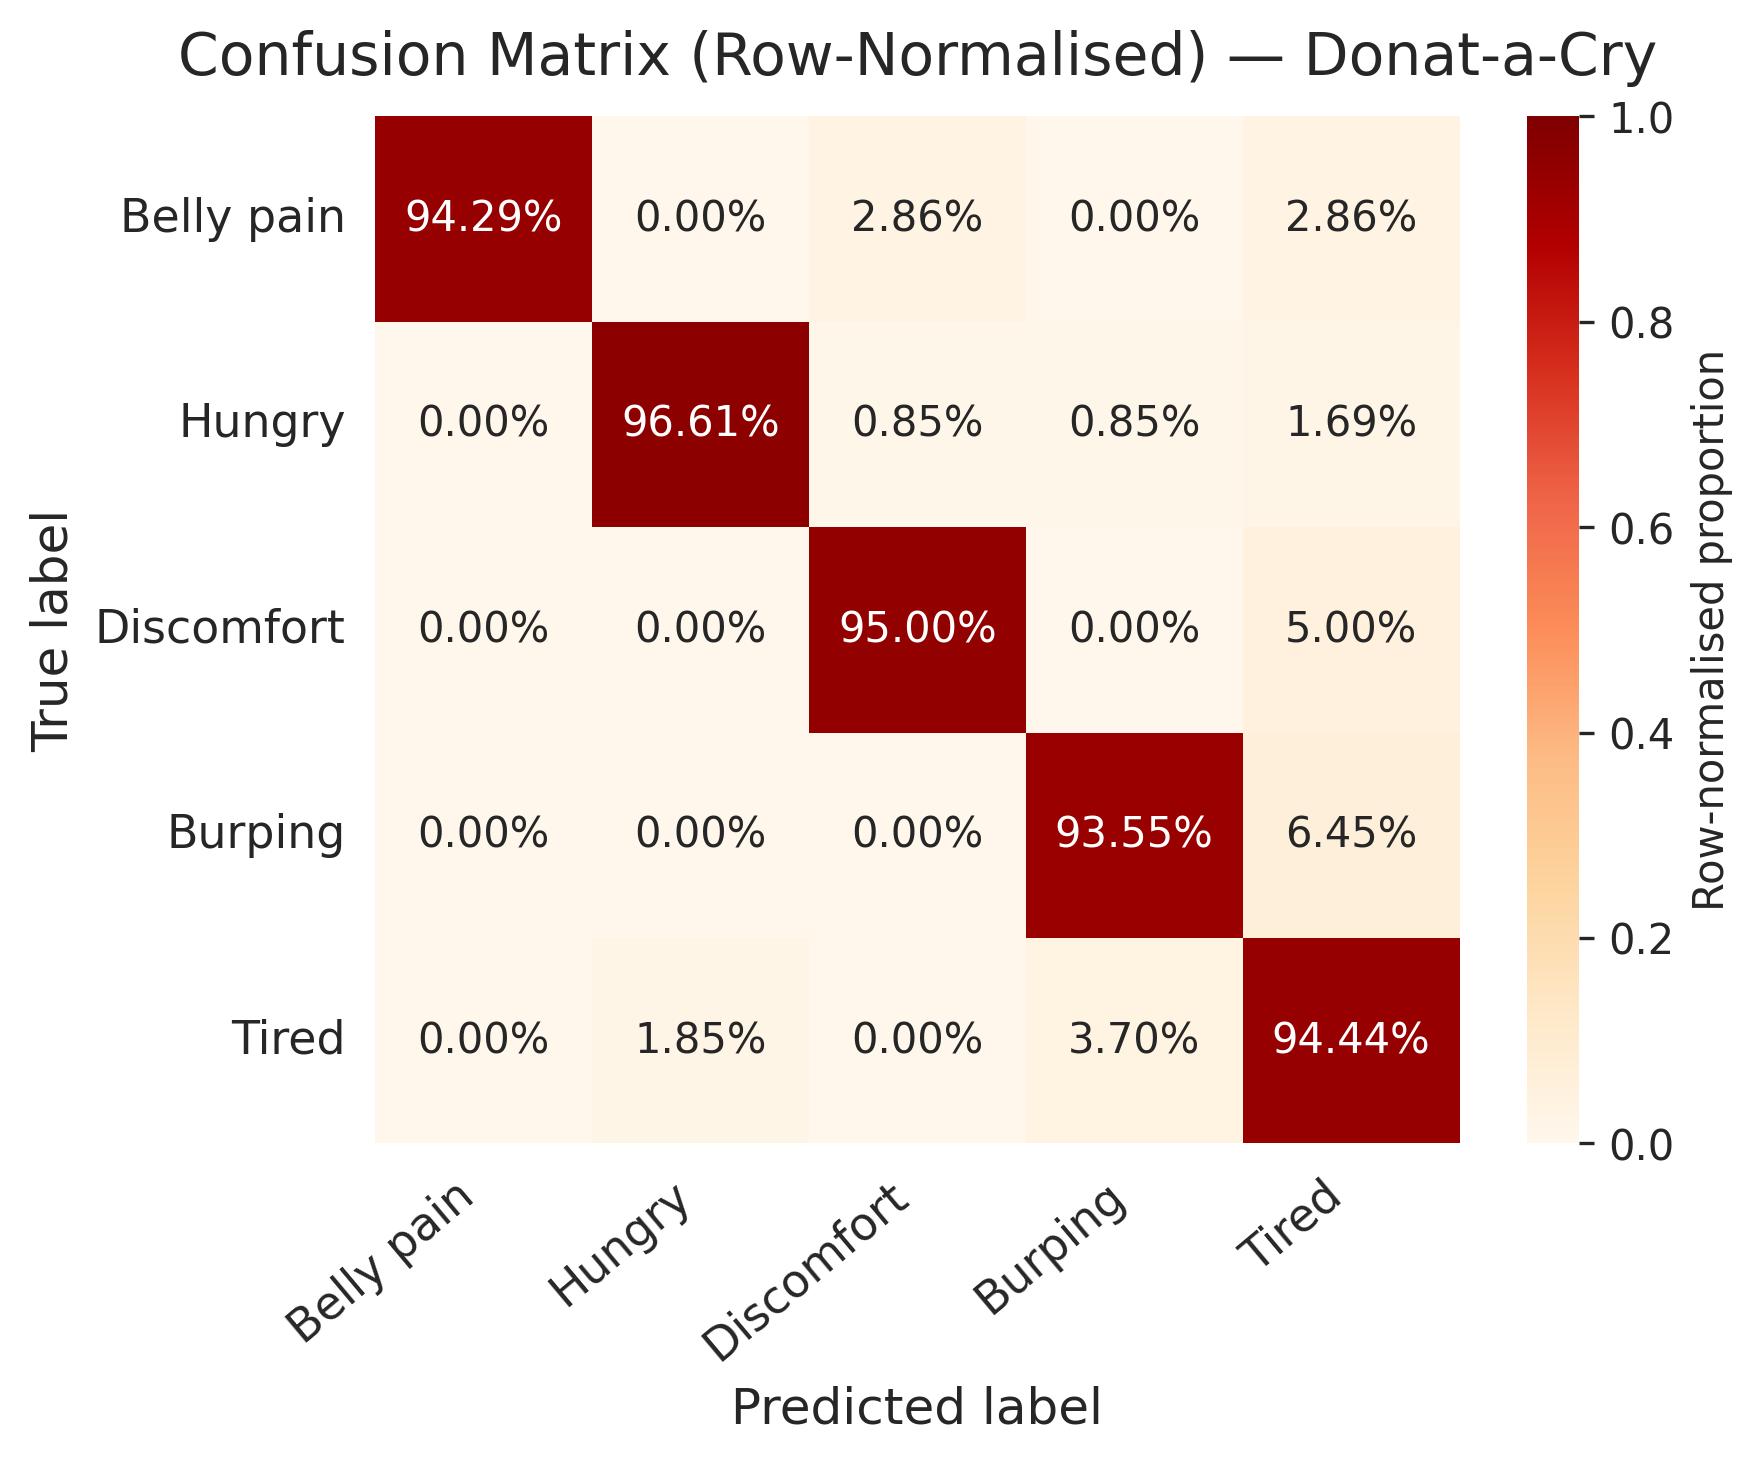 Confusion Matrix (Row-Normalised) — Donat-a-Cry
True label
Belly pain 94.29% 0.00% 2.86% 0.00% 2.86%
Hungry 0.00% 96.61% 0.85% 0.85% 1.69%
Discomfort 0.00% 0.00% 95.00% 0.00% 5.00%
Burping 0.00% 0.00% 0.00% 93.55% 6.45%
Tired 0.00% 1.85% 0.00% 3.70% 94.44%
Belly pain Hungry Discomfort Burping Tired
Predicted label
1.0
0.8
0.6
0.4
0.2
0.0
Row-normalised proportion